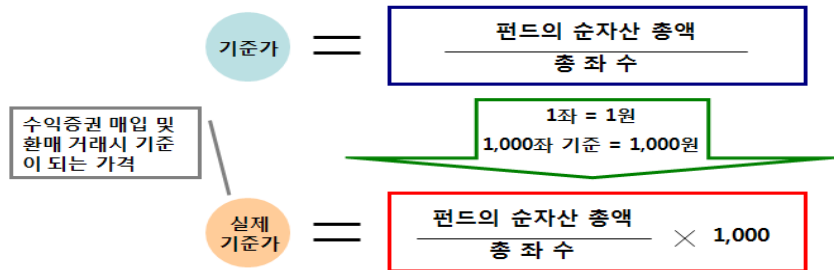 기준가
펀드의 순자산 총액
총 좌 수
수익증권 매입 및
환매 거래시 기준
이 되는 가격
1좌 = 1원
1,000좌 기준 = 1,000원
실제
기준가
펀드의 순자산 총액
총 좌 수
× 1,000